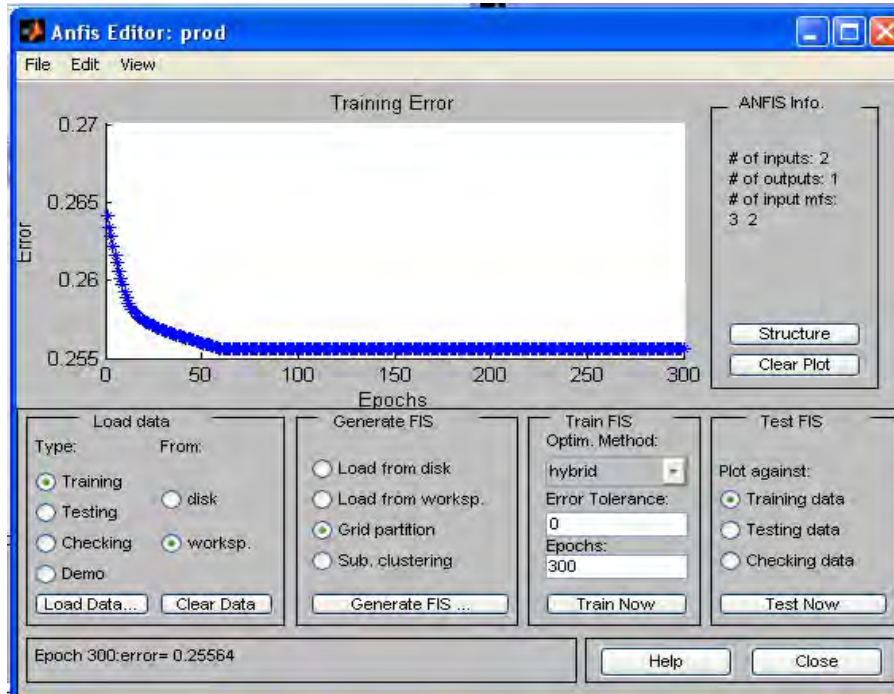 Anfis Editor: prod
File Edit View
Training Error
0.27
0.265
0.26
0.255
Error
0 50 100 150 200 250 300
Epochs
ANFIS Info.
# of inputs: 2
# of outputs: 1
# of input mfs:
3 2
Structure
Clear Plot
Load data
Type: From:
Training
Testing
Checking
Demo
disk
worksp.
Load Data... Clear Data
Generate FIS
Load from disk
Load from worksp.
Grid partition
Sub. clustering
Generate FIS ...
Train FIS
Optim. Method:
hybrid
Error Tolerance:
0
Epochs:
300
Train Now
Test FIS
Plot against:
Training data
Testing data
Checking data
Test Now
Epoch 300:error= 0.25564
Help Close